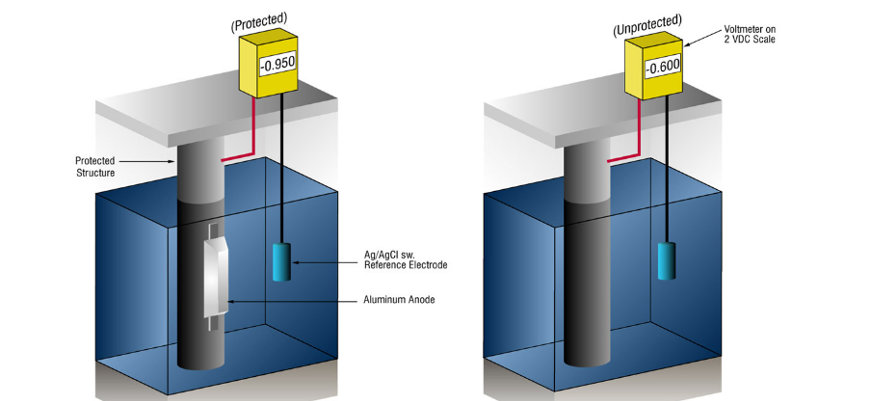 (Protected)
-0.950
Protected
Structure
Ag/AgCl sw.
Reference Electrode
Aluminum Anode
(Unprotected)
-0.600
Voltmeter on
2 VDC Scale